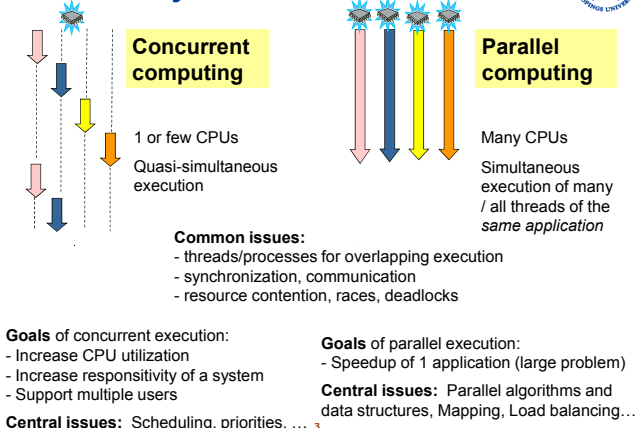 Concurrent
computing
1 or few CPUs
Quasi-simultaneous
execution
Parallel
computing
Many CPUs
Simultaneous
execution of many
/ all threads of the
same application
Common issues:
- threads/processes for overlapping execution
- synchronization, communication
- resource contention, races, deadlocks
Goals of concurrent execution:
- Increase CPU utilization
- Increase responsitivity of a system
- Support multiple users
Central issues: Scheduling, priorities, …
3
Goals of parallel execution:
- Speedup of 1 application (large problem)
Central issues: Parallel algorithms and
data structures, Mapping, Load balancing…